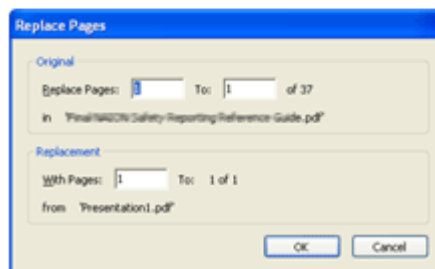 Replace Pages
Original
Replace Pages: 1 To: 1 of 37
in "Final Safety Reporting Reference Guide.pdf"
Replacement
With Pages: 1 To: 1 of 1
from "Presentation1.pdf"
OK Cancel